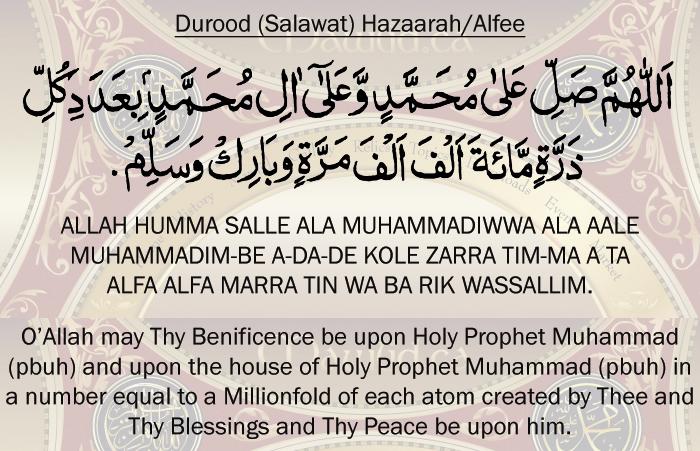 Durood (Salawat) Hazaarah/Alfee
اَللّٰهُمَّ صَلِّ عَلٰى مُحَمَّدٍ وَّعَلٰٓى اٰلِ مُحَمَّدٍۢ بِعَدَدِ كُلِّ
ذَرَّةٍ مَّائَةَ اَلْفَ اَلْفَ مَرَّةٍ وَبَارِكْ وَسَلِّمْ.
ALLAH HUMMA SALLE ALA MUHAMMADIWWA ALA AALE
MUHAMMADIM-BE A-DA-DE KOLE ZARRA TIM-MA A TA
ALFA ALFA MARRA TIN WA BA RIK WASSALLIM.
O’Allah may Thy Benificence be upon Holy Prophet Muhammad
(pbuh) and upon the house of Holy Prophet Muhammad (pbuh) in
a number equal to a Millionfold of each atom created by Thee and
Thy Blessings and Thy Peace be upon him.